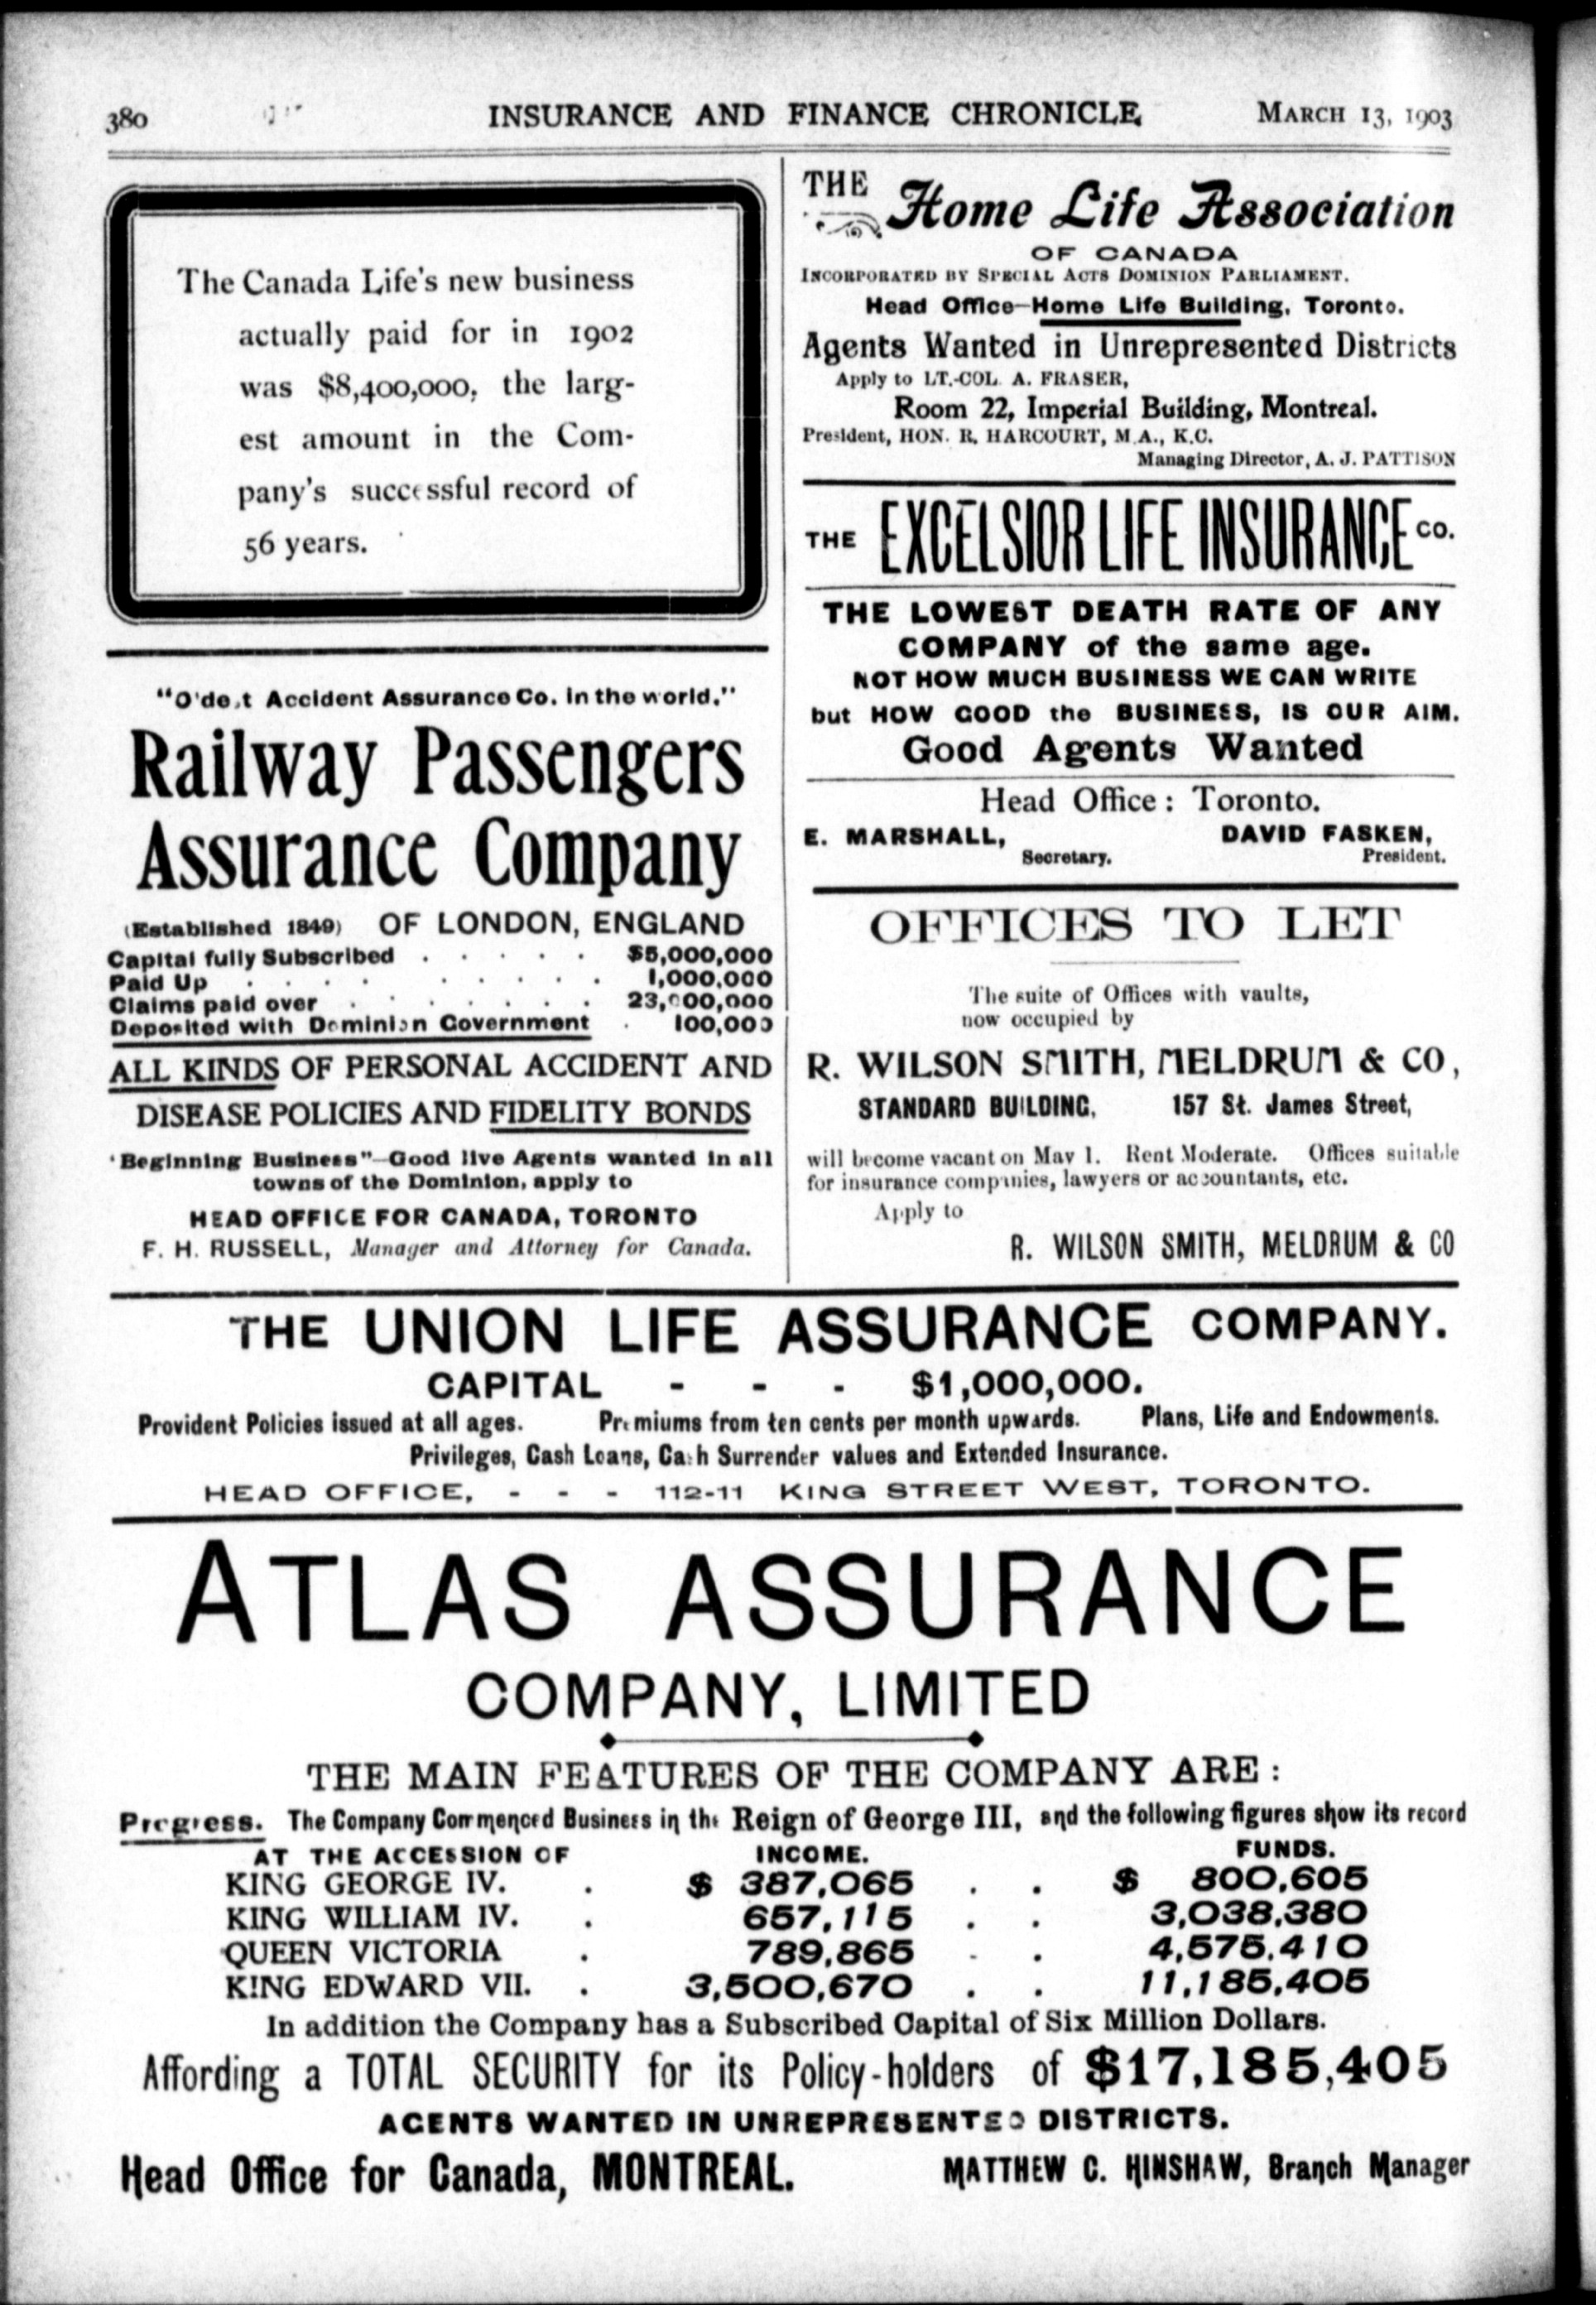 380
INSURANCE AND FINANCE CHRONICLE
MARCH 13, 1903
The Canada Life's new business
actually paid for in 1902
was $8,400,000, the larg-
est amount in the Com-
pany's successful record of
56 years.
"Oldest Accident Assurance Co. in the world."
Railway Passengers
Assurance Company
(Established 1849) OF LONDON, ENGLAND
Capital fully Subscribed . . . . . $5,000,000
Paid Up . . . . . . . . 1,000,000
Claims paid over . . . . . . . 23,000,000
Deposited with Dominion Government . 100,000
ALL KINDS OF PERSONAL ACCIDENT AND
DISEASE POLICIES AND FIDELITY BONDS
'Beginning Business"—Good live Agents wanted in all
towns of the Dominion, apply to
HEAD OFFICE FOR CANADA, TORONTO
F. H. RUSSELL, Manager and Attorney for Canada.
THE Home Life Association
OF CANADA
INCORPORATED BY SPECIAL ACTS DOMINION PARLIAMENT.
Head Office—Home Life Building, Toronto.
Agents Wanted in Unrepresented Districts
Apply to LT.-COL. A. FRASER,
Room 22, Imperial Building, Montreal.
President, HON. R. HARCOURT, M.A., K.C.
Managing Director, A. J. PATTISON
THE EXCELSIOR LIFE INSURANCE CO.
THE LOWEST DEATH RATE OF ANY
COMPANY of the same age.
NOT HOW MUCH BUSINESS WE CAN WRITE
but HOW GOOD the BUSINESS, IS OUR AIM.
Good Agents Wanted
Head Office: Toronto.
E. MARSHALL, DAVID FASKEN,
Secretary. President.
OFFICES TO LET
The suite of Offices with vaults,
now occupied by
R. WILSON SMITH, MELDRUM & CO,
STANDARD BUILDING, 157 St. James Street,
will become vacant on May 1. Rent Moderate. Offices suitable
for insurance companies, lawyers or accountants, etc.
Apply to
R. WILSON SMITH, MELDRUM & CO
THE UNION LIFE ASSURANCE COMPANY.
CAPITAL - - - $1,000,000.
Provident Policies issued at all ages. Premiums from ten cents per month upwards. Plans, Life and Endowments.
Privileges, Cash Loans, Cash Surrender values and Extended Insurance.
HEAD OFFICE, - - - 112-11 KING STREET WEST, TORONTO.
ATLAS ASSURANCE
COMPANY, LIMITED
THE MAIN FEATURES OF THE COMPANY ARE:
Progress. The Company Commenced Business in the Reign of George III, and the following figures show its record
AT THE ACCESSION OF INCOME. FUNDS.
KING GEORGE IV. . $ 387,065 . . $ 800,605
KING WILLIAM IV. . 657,115 . . 3,038,380
QUEEN VICTORIA . 789,865 - . 4,575,410
KING EDWARD VII. . 3,500,670 . . 11,185,405
In addition the Company has a Subscribed Capital of Six Million Dollars.
Affording a TOTAL SECURITY for its Policy-holders of $17,185,405
AGENTS WANTED IN UNREPRESENTED DISTRICTS.
Head Office for Canada, MONTREAL. MATTHEW C. HINSHAW, Branch Manager